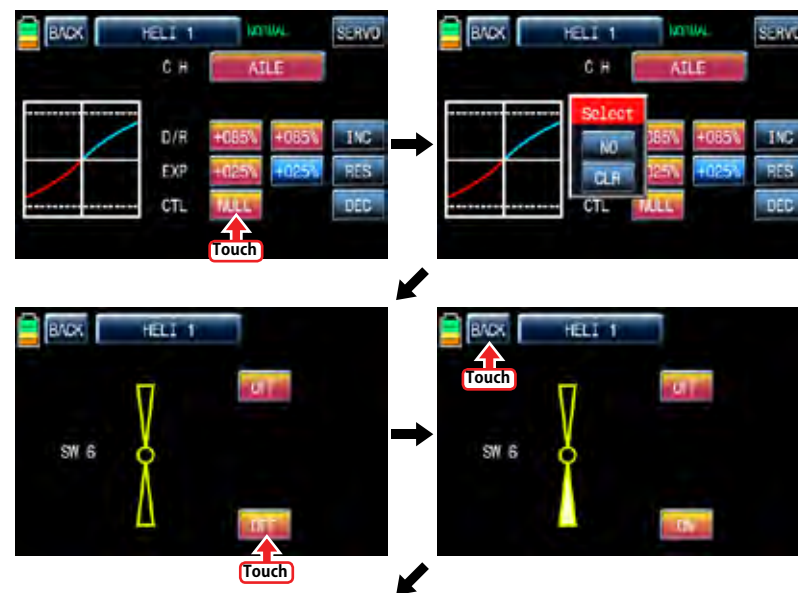 BACK HELI 1 NORMAL SERVO
CH AILE
D/R +085% +085% INC
EXP +025% +025% RES
CTL NULL DEC
Touch
BACK HELI 1 NORMAL SERVO
CH AILE
Select
NO
CLR
085% +085% INC
025% +025% RES
CTL NULL DEC
BACK HELI 1
OFF
SW 6
OFF
Touch
BACK HELI 1
Touch
OFF
SW 6
ON